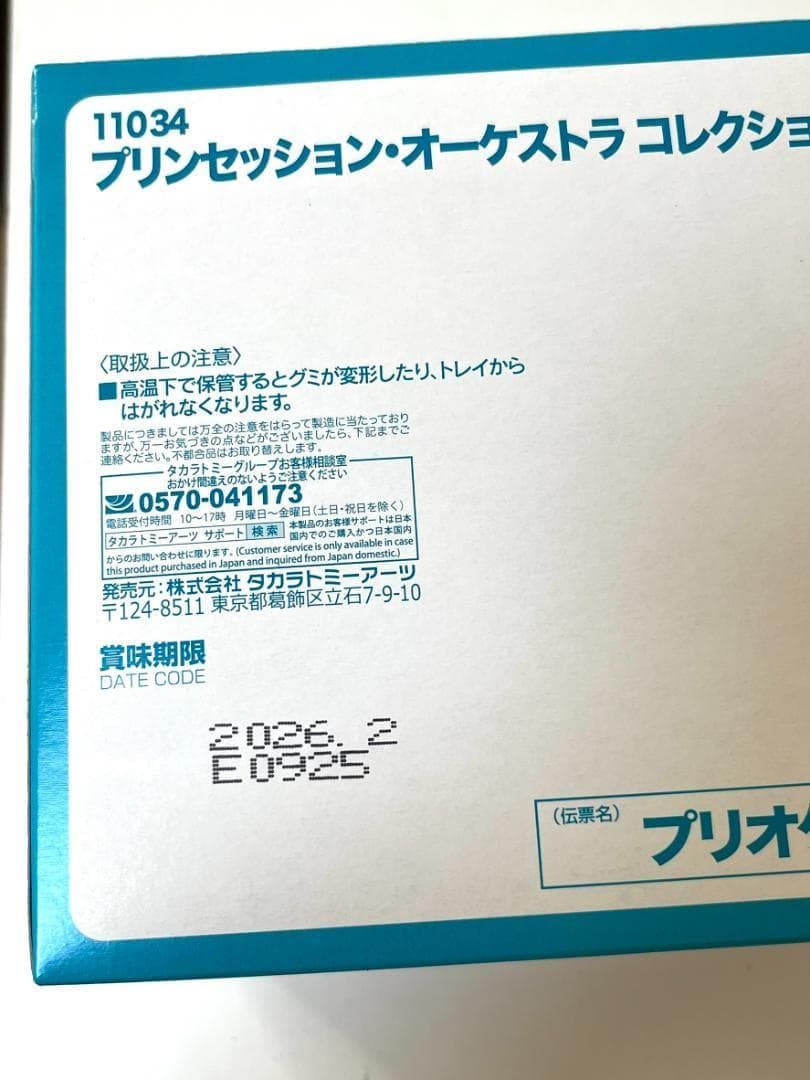 11034
プリンセッション・オーケストラ コレクショ
〈取扱上の注意〉
■高温下で保管するとグミが変形したり、トレイから
はがれなくなります。
製品につきましては万全の注意をはらって製造に当たっており
ますが、万一お気づきの点などがございましたら、下記までご
連絡ください。不都合品はお取り替えします。
タカラトミーグループお客様相談室
おかけ間違えのないようご注意ください
0570-041173
電話受付時間 10〜17時 月曜日〜金曜日(土・日・祝日を除く)
タカラトミーアーツ サポート 検索
本製品のお客様サポートは日本
国内でのご購入かつ日本国内
からのお問い合わせに限ります。(Customer service is only available in case
this product purchased in Japan and inquired from Japan domestic.)
発売元:株式会社 タカラトミーアーツ
〒124-8511 東京都葛飾区立石7-9-10
賞味期限
DATE CODE
2026. 2
E0925
(伝票名)
プリオケ